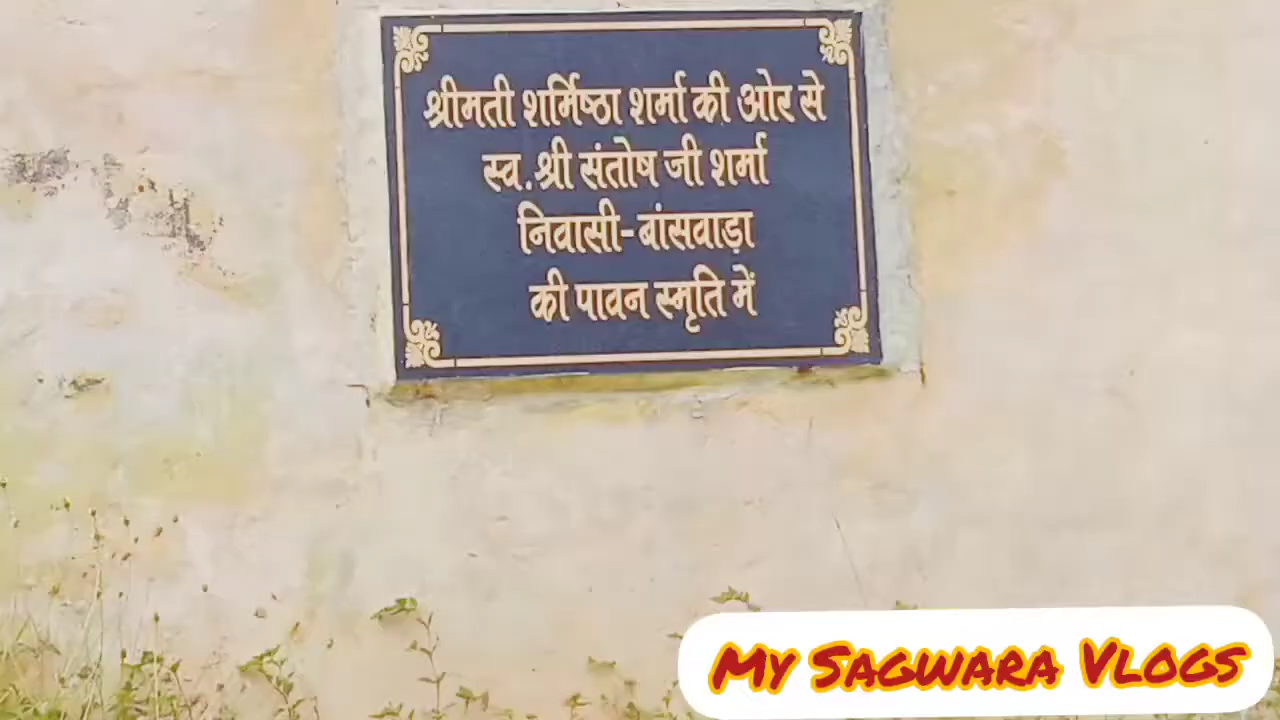 श्रीमती शर्मिष्ठा शर्मा की ओर से
स्व.श्री संतोष जी शर्मा
निवासी-बांसवाड़ा
की पावन स्मृति में
My Sagwara Vlogs